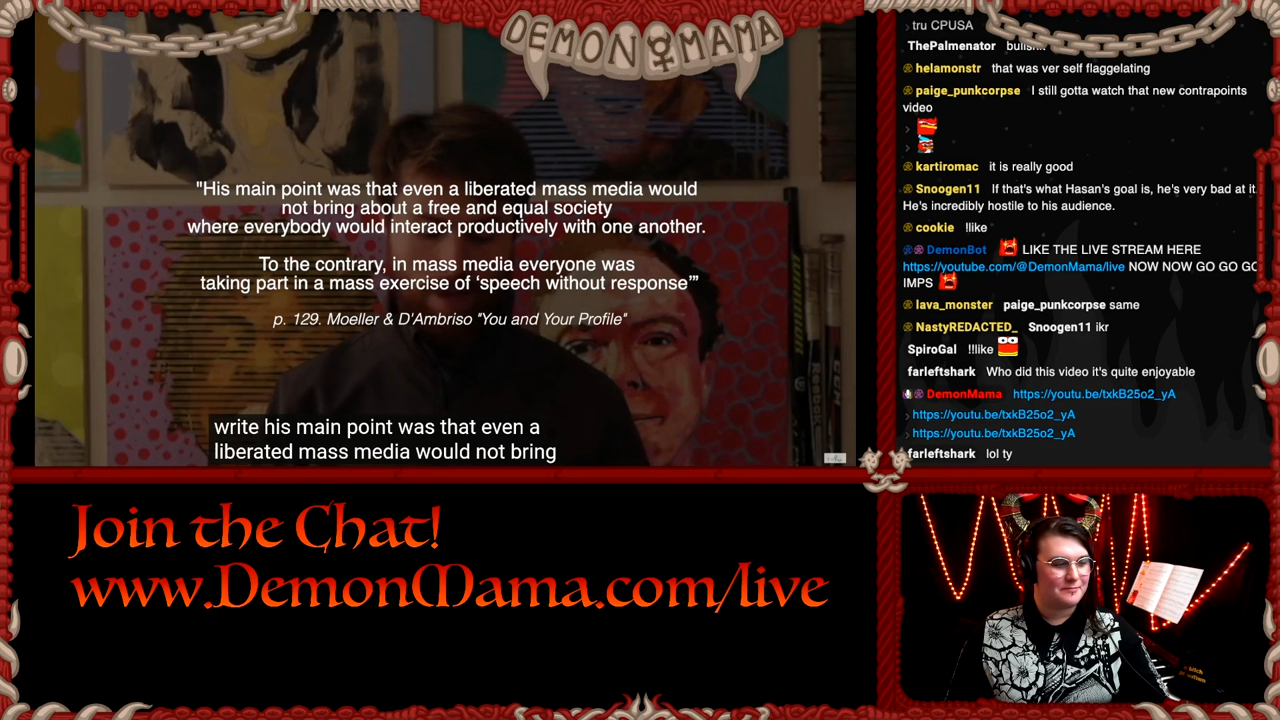 DEMON MAMA
"His main point was that even a liberated mass media would
not bring about a free and equal society
where everybody would interact productively with one another.
To the contrary, in mass media everyone was
taking part in a mass exercise of ‘speech without response’”
p. 129. Moeller & D'Ambriso "You and Your Profile"
write his main point was that even a
liberated mass media would not bring
Reebok
tru CPUSA
ThePalmenator
helamonstr that was ver self flaggelating
paige_punkcorpse I still gotta watch that new contrapoints
video
kartiromac it is really good
Snoogen11 If that's what Hasan's goal is, he's very bad at it.
He's incredibly hostile to his audience.
cookie !like
DemonBot LIKE THE LIVE STREAM HERE
https://youtube.com/@DemonMama/live NOW NOW GO GO GO
IMPS
lava_monster paige_punkcorpse same
NastyREDACTED_ Snoogen11 ikr
SpiroGal !!like
farleftshark Who did this video it's quite enjoyable
DemonMama https://youtu.be/txkB25o2_yA
https://youtu.be/txkB25o2_yA
https://youtu.be/txkB25o2_yA
farleftshark lol ty
Join the Chat!
www.DemonMama.com/live